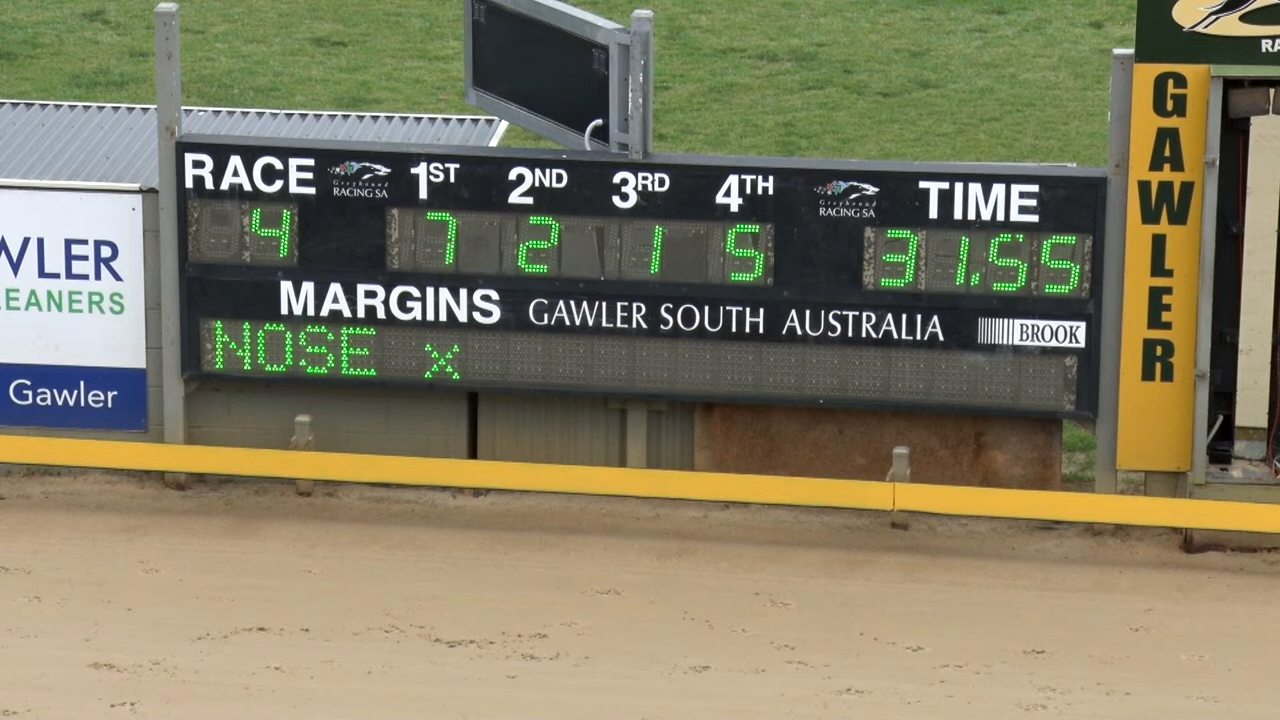 RACE Greyhound RACING SA 1ST 2ND 3RD 4TH Greyhound RACING SA TIME
4 7 2 1 5 31.55
MARGINS GAWLER SOUTH AUSTRALIA BROOK
NOSE x
WLER
EANERS
Gawler
RA
GAWLER